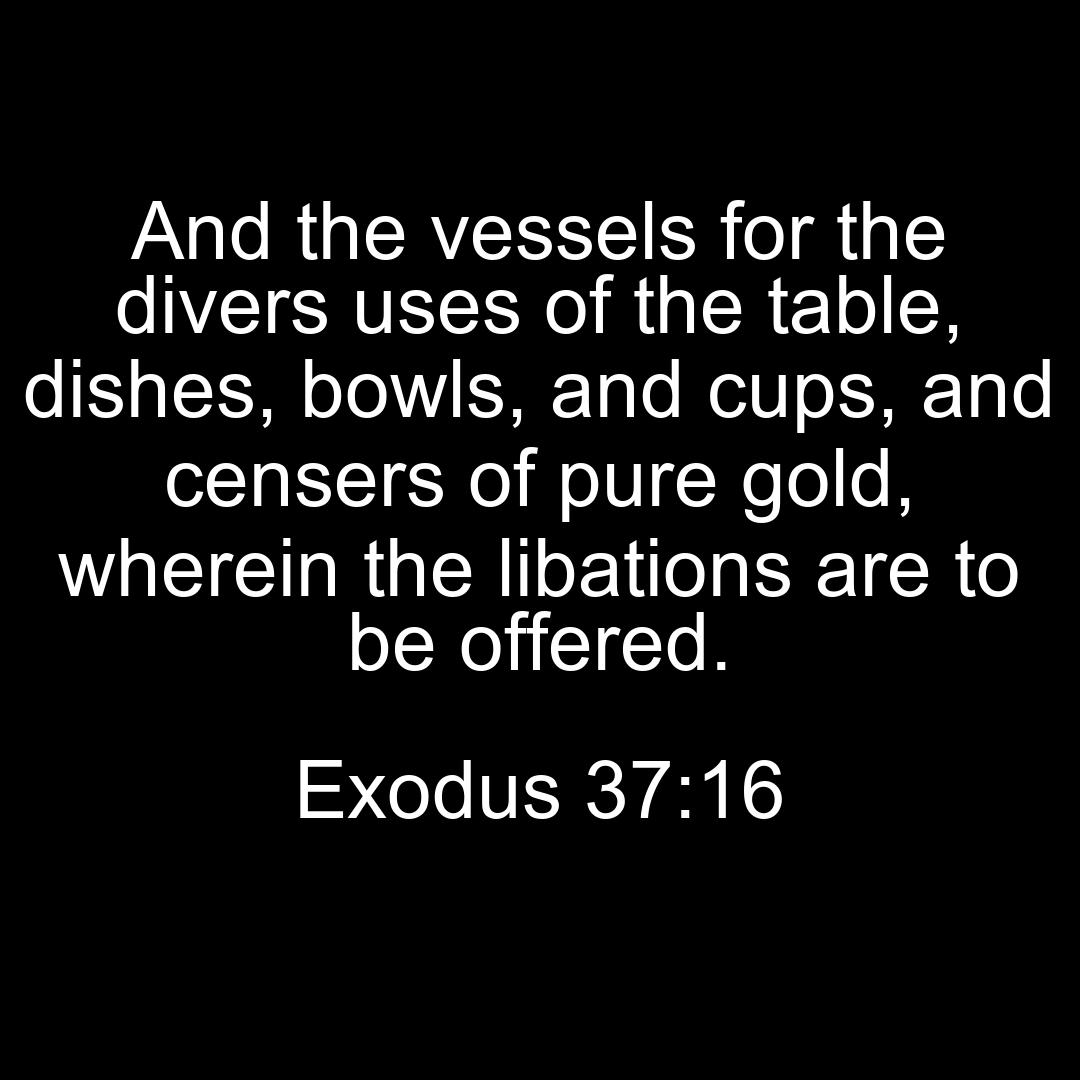 And the vessels for the
divers uses of the table,
dishes, bowls, and cups, and
censers of pure gold,
wherein the libations are to
be offered.
Exodus 37:16